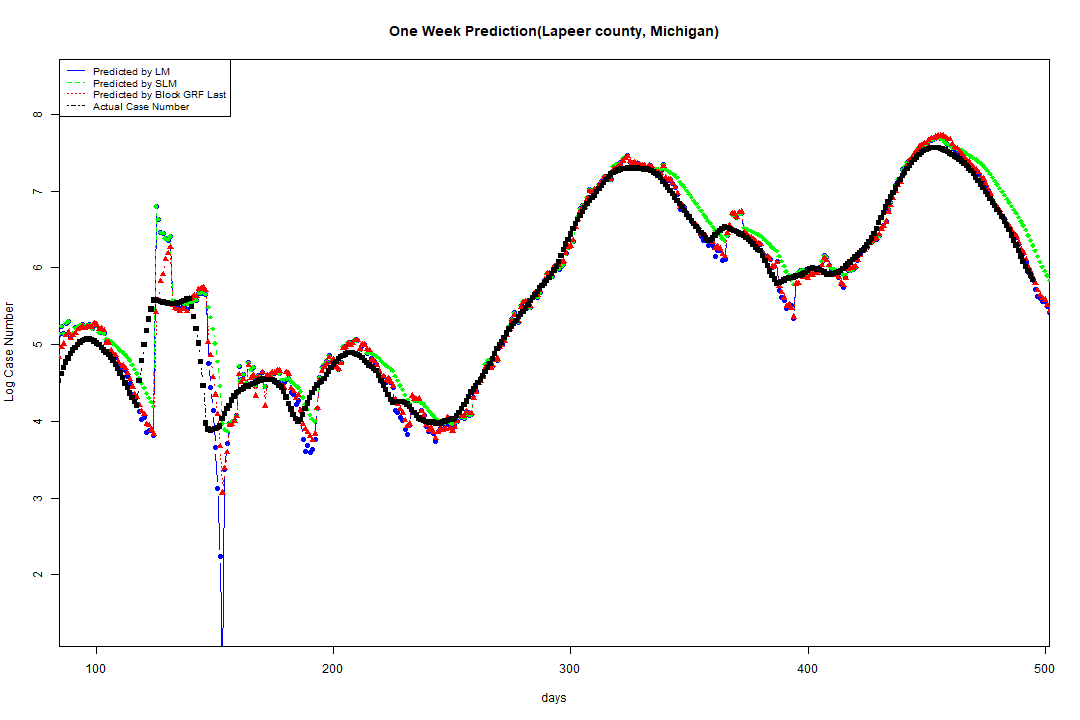 One Week Prediction(Lapeer county, Michigan)
Predicted by LM
Predicted by SLM
Predicted by Block GRF Last
Actual Case Number
Log Case Number
8
7
6
5
4
3
2
100 200 300 400 500
days